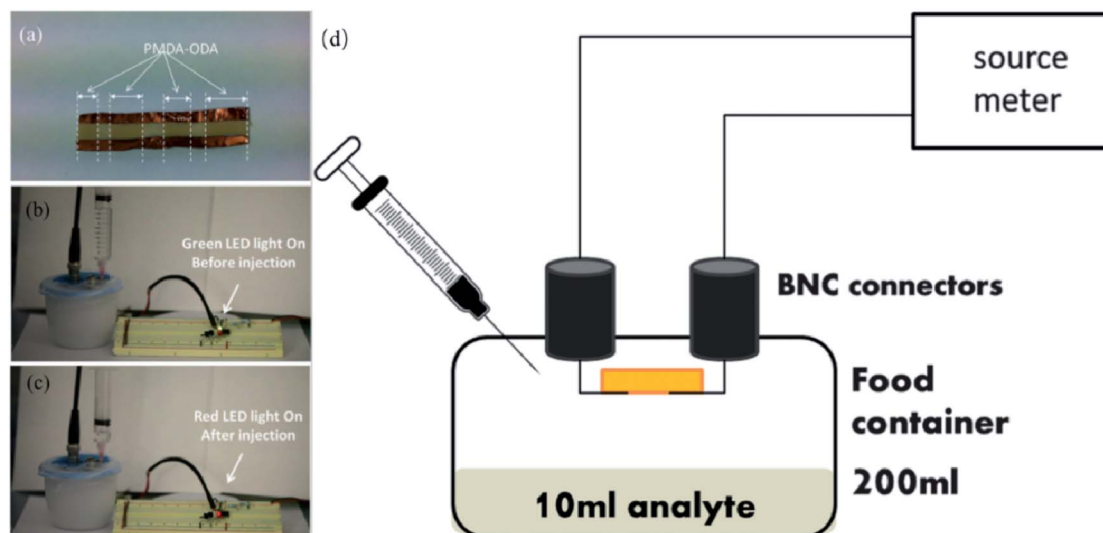 (a)
PMDA-ODA
(b)
Green LED light On
Before injection
(c)
Red LED light On
After injection
(d)
source
meter
BNC connectors
Food
container
200ml
10ml analyte